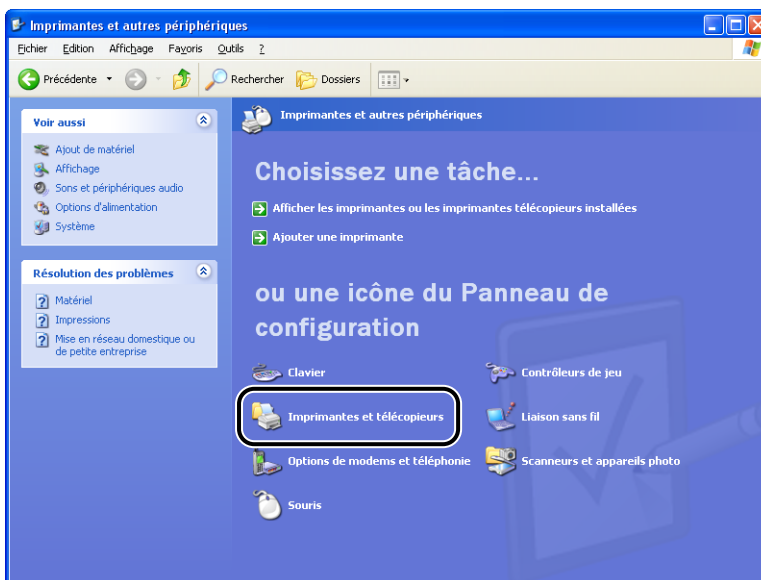 Imprimantes et autres périphériques
Fichier Edition Affichage Favoris Outils ?
Précédente Rechercher Dossiers
Voir aussi
Ajout de matériel
Affichage
Sons et périphériques audio
Options d'alimentation
Système
Résolution des problèmes
Matériel
Impressions
Mise en réseau domestique ou
de petite entreprise
Imprimantes et autres périphériques
Choisissez une tâche...
Afficher les imprimantes ou les imprimantes télécopieurs installées
Ajouter une imprimante
ou une icône du Panneau de
configuration
Clavier Contrôleurs de jeu
Imprimantes et télécopieurs Liaison sans fil
Options de modems et téléphonie Scanneurs et appareils photo
Souris